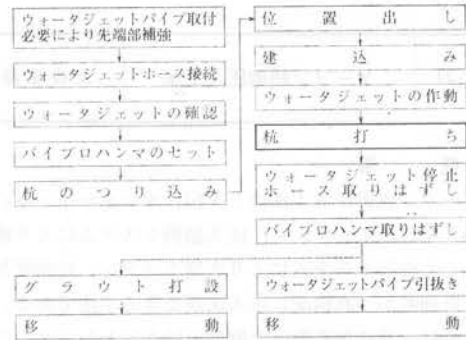 ウォータジェットパイプ取付
必要により先端部補強
ウォータジェットホース接続
ウォータジェットの確認
バイブロハンマのセット
杭のつり込み
位置出し
建込み
ウォータジェットの作動
杭打ち
ウォータジェット停止
ホース取りはずし
バイブロハンマ取りはずし
グラウト打設
移動
ウォータジェットパイプ引抜き
移動